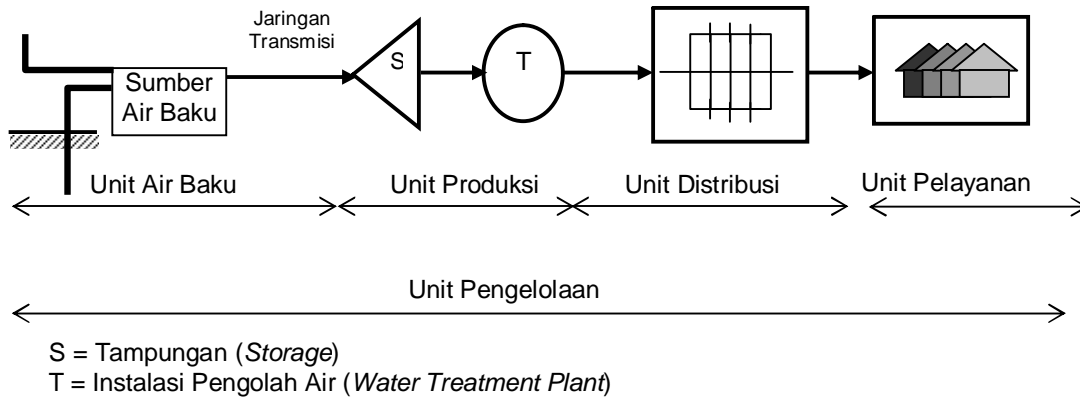 Jaringan
Transmisi
Sumber
Air Baku
S
T
Unit Air Baku
Unit Produksi
Unit Distribusi
Unit Pelayanan
Unit Pengelolaan
S = Tampungan (Storage)
T = Instalasi Pengolah Air (Water Treatment Plant)